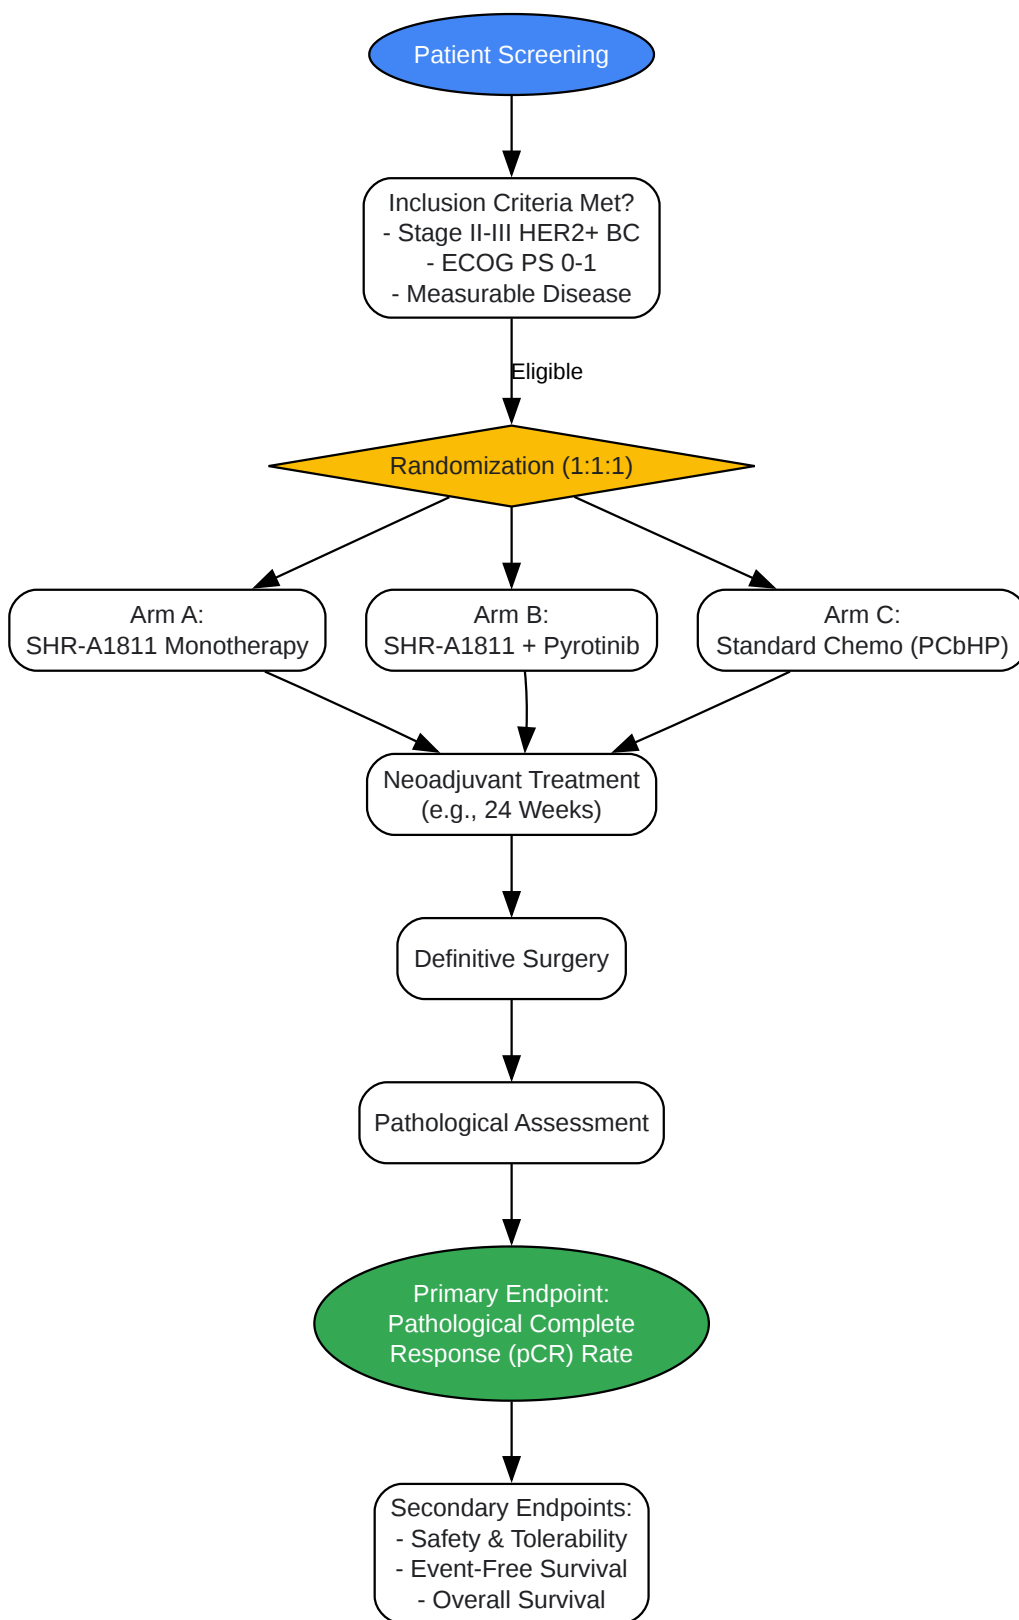 Patient Screening
Inclusion Criteria Met?
- Stage II-III HER2+ BC
- ECOG PS 0-1
- Measurable Disease
Eligible
Randomization (1:1:1)
Arm A:
SHR-A1811 Monotherapy
Arm B:
SHR-A1811 + Pyrotinib
Arm C:
Standard Chemo (PCbHP)
Neoadjuvant Treatment
(e.g., 24 Weeks)
Definitive Surgery
Pathological Assessment
Primary Endpoint:
Pathological Complete
Response (pCR) Rate
Secondary Endpoints:
- Safety & Tolerability
- Event-Free Survival
- Overall Survival